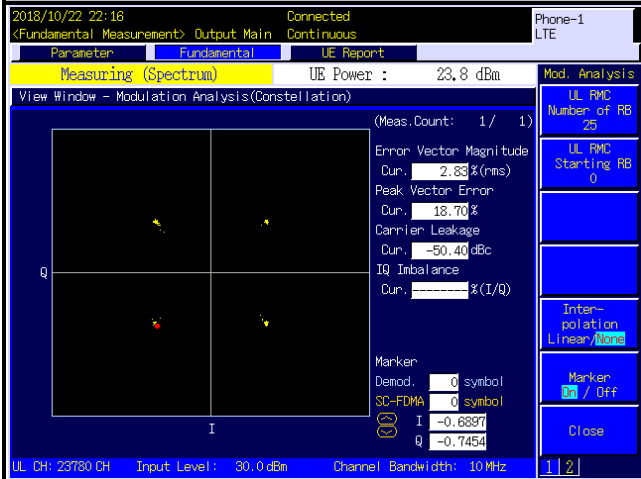 2018/10/22 22:16 Connected Phone-1
<Fundamental Measurement> Output Main Continuous LTE
Parameter Fundamental UE Report
Measuring (Spectrum) UE Power : 23.8 dBm Mod. Analysis
View Window - Modulation Analysis(Constellation)
UL RMC
Number of RB
25
(Meas.Count: 1/ 1)
Error Vector Magnitude
Cur. 2.83 %(rms)
UL RMC
Starting RB
0
Peak Vector Error
Cur. 18.70 %
Carrier Leakage
Cur. -50.40 dBc
IQ Imbalance
Cur. -------- %(I/Q)
Q
I
Inter-
polation
Linear/None
Marker
Demod. 0 symbol
SC-FDMA 0 symbol
I -0.6897
Q -0.7454
Marker
On / Off
Close
UL CH: 23780 CH Input Level: 30.0 dBm Channel Bandwidth: 10 MHz 1 2